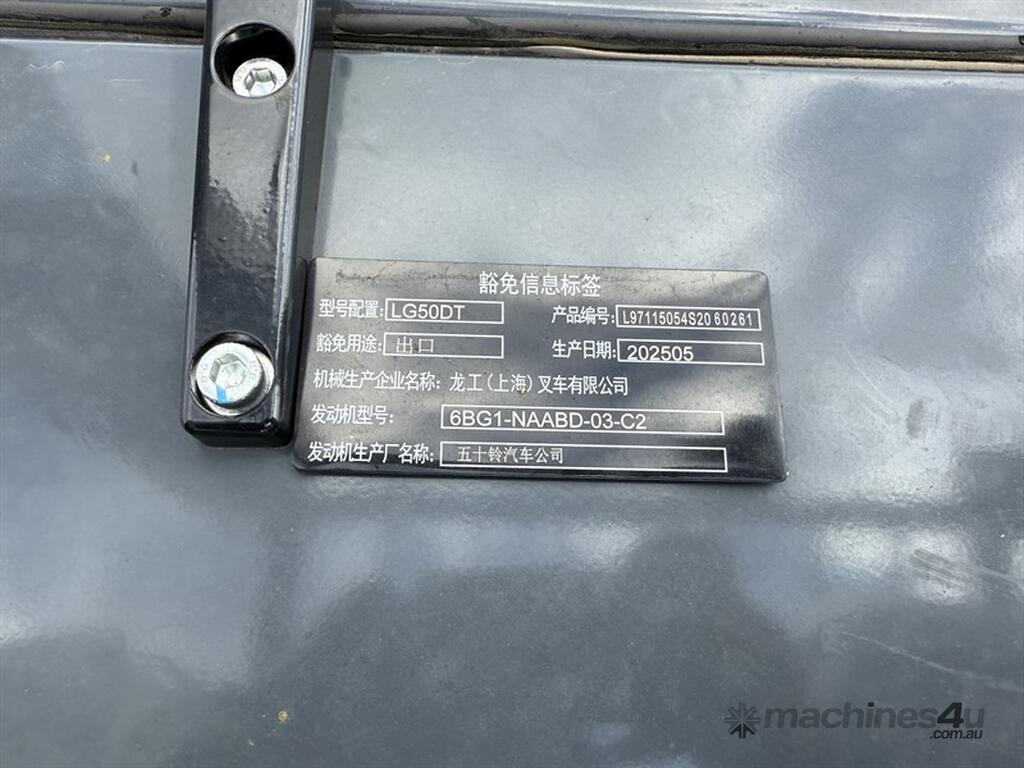 豁免信息标签
型号配置: LG50DT 产品编号: L97115054S2060261
豁免用途: 出口 生产日期: 202505
机械生产企业名称: 龙工(上海)叉车有限公司
发动机型号: 6BG1-NAABD-03-C2
发动机生产厂名称: 五十铃汽车公司
machines4u
.com.au